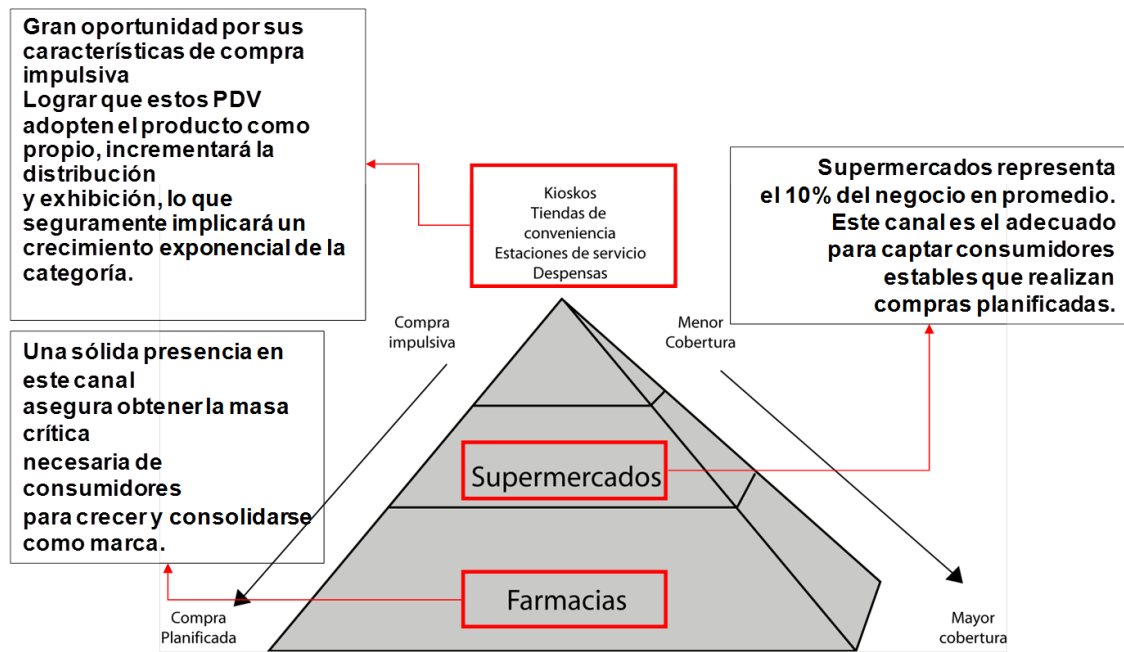 Gran oportunidad por sus
características de compra
impulsiva
Lograr que estos PDV
adopten el producto como
propio, incrementará la
distribución
y exhibición, lo que
seguramente implicará un
crecimiento exponencial de la
categoría.
Kioskos
Tiendas de
conveniencia
Estaciones de servicio
Despensas
Supermercados representa
el 10% del negocio en promedio.
Este canal es el adecuado
para captar consumidores
estables que realizan
compras planificadas.
Compra
impulsiva
Menor
Cobertura
Una sólida presencia en
este canal
asegura obtener la masa
crítica
necesaria de
consumidores
para crecer y consolidarse
como marca.
Supermercados
Farmacias
Compra
Planificada
Mayor
cobertura